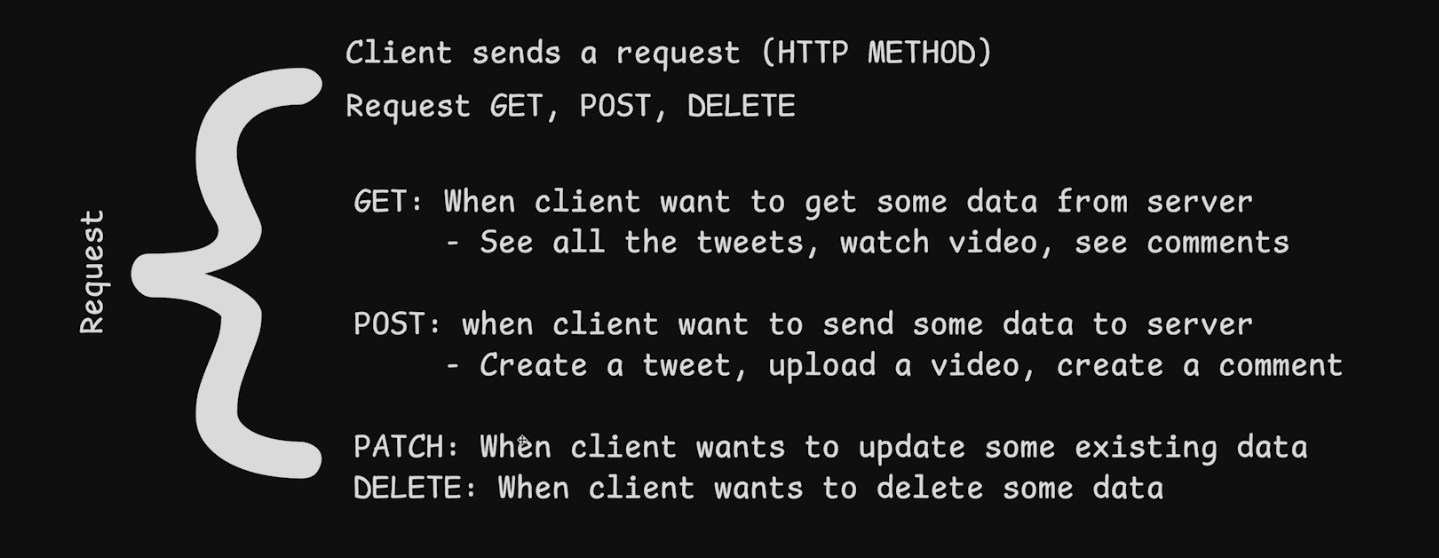 Client sends a request (HTTP METHOD)
Request GET, POST, DELETE
Request
GET: When client want to get some data from server
- See all the tweets, watch video, see comments
POST: when client want to send some data to server
- Create a tweet, upload a video, create a comment
PATCH: When client wants to update some existing data
DELETE: When client wants to delete some data